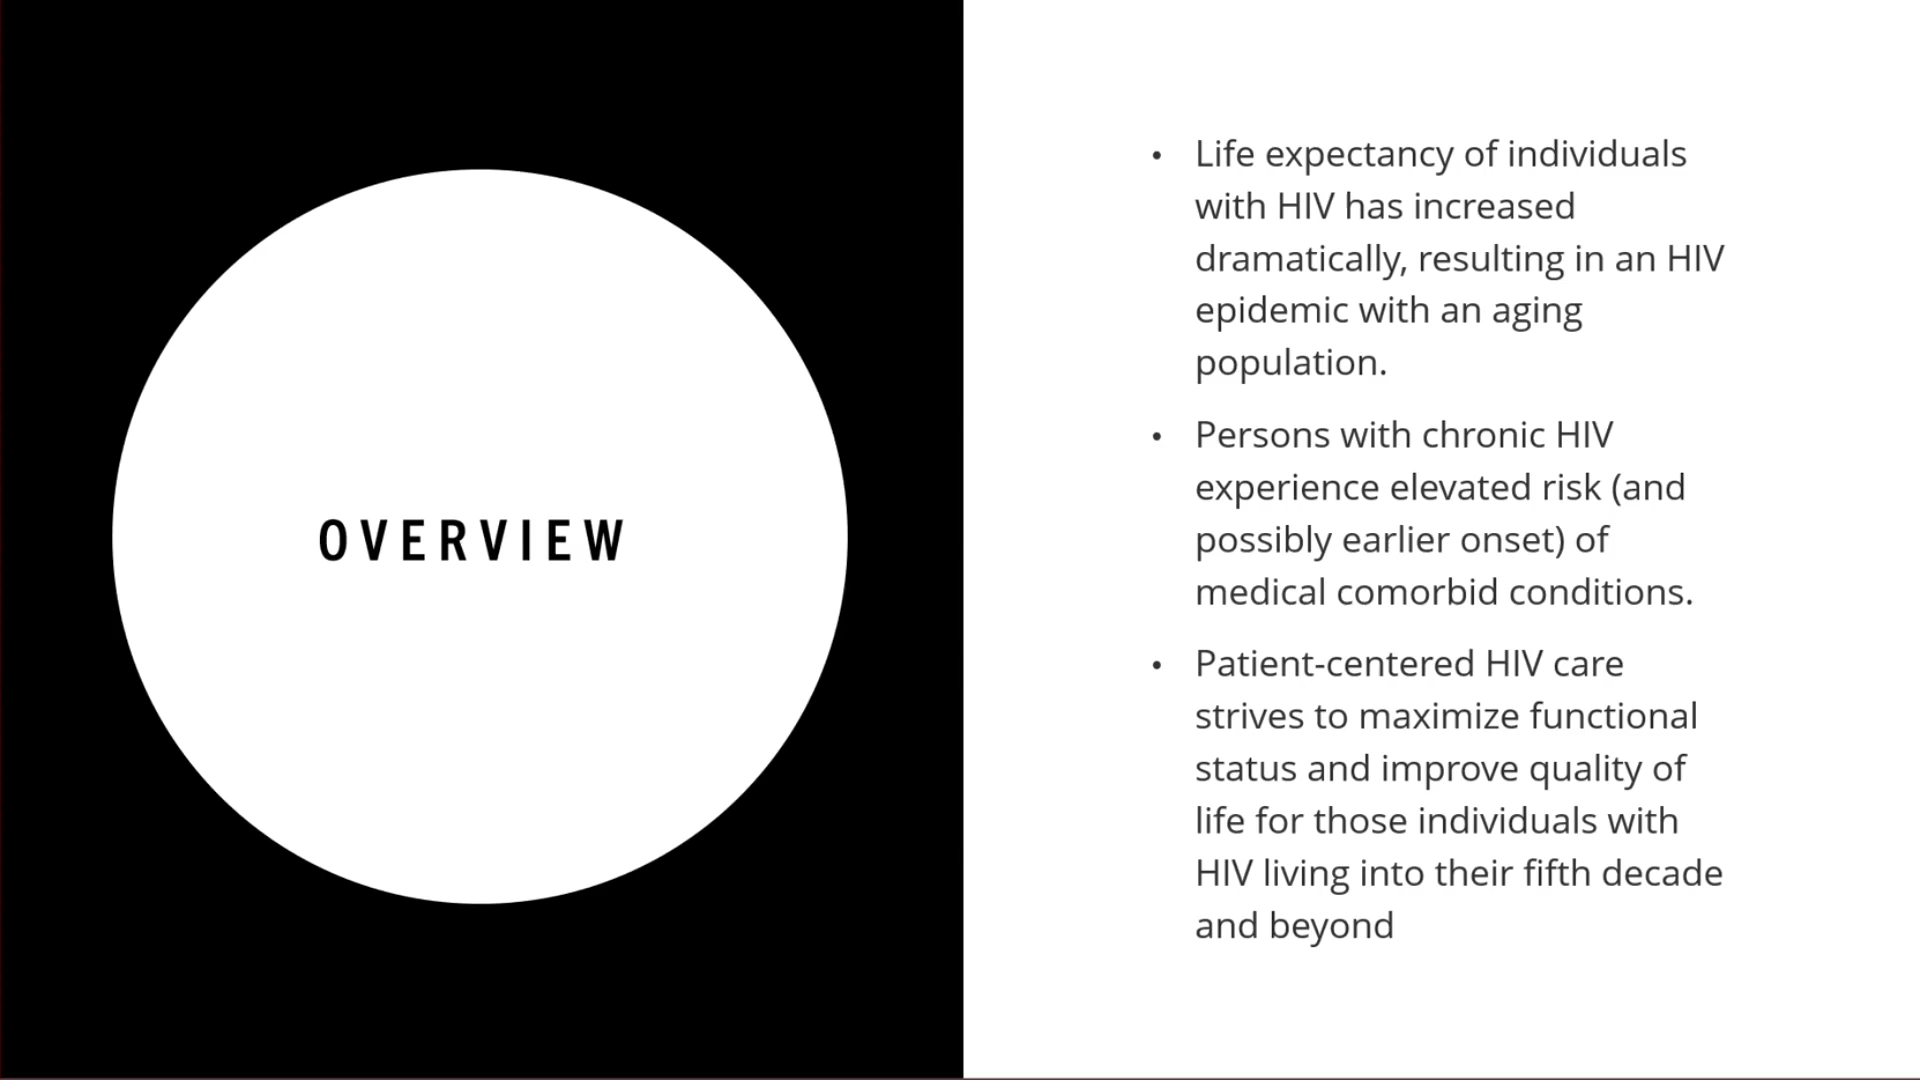 OVERVIEW
• Life expectancy of individuals
with HIV has increased
dramatically, resulting in an HIV
epidemic with an aging
population.
• Persons with chronic HIV
experience elevated risk (and
possibly earlier onset) of
medical comorbid conditions.
• Patient-centered HIV care
strives to maximize functional
status and improve quality of
life for those individuals with
HIV living into their fifth decade
and beyond